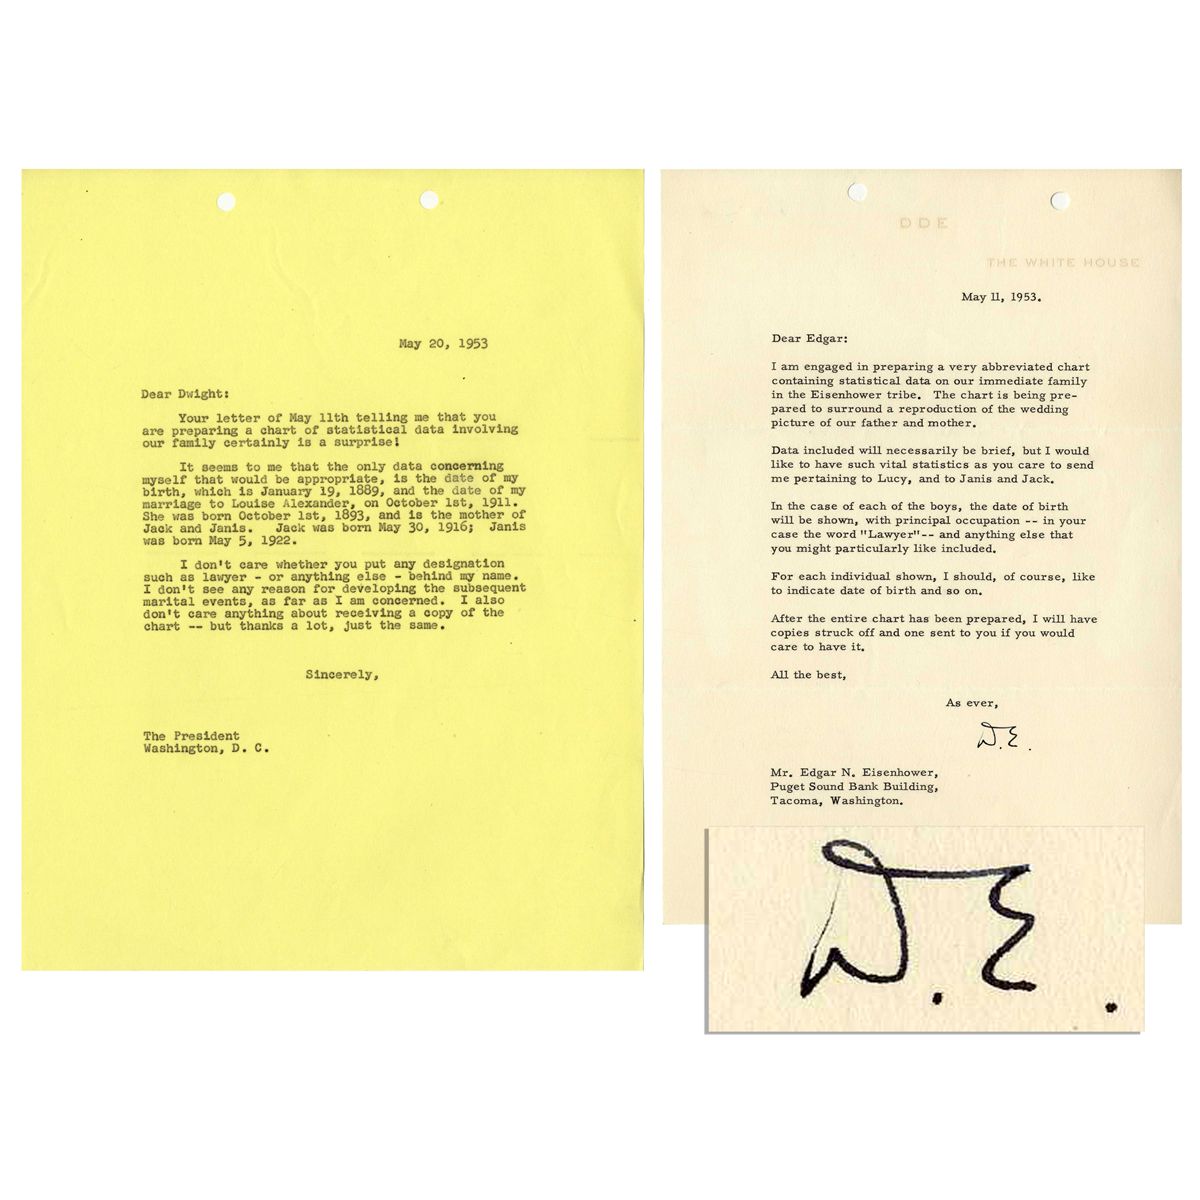 May 20, 1953
Dear Dwight:
Your letter of May 11th telling me that you
are preparing a chart of statistical data involving
our family certainly is a surprise!
It seems to me that the only data concerning
myself that would be appropriate, is the date of my
birth, which is January 19, 1889, and the date of my
marriage to Louise Alexander, on October 1st, 1911.
She was born October 1st, 1893, and is the mother of
Jack and Janis. Jack was born May 30, 1916; Janis
was born May 5, 1922.
I don't care whether you put any designation
such as lawyer - or anything else - behind my name.
I don't see any reason for developing the subsequent
marital events, as far as I am concerned. I also
don't care anything about receiving a copy of the
chart -- but thanks a lot, just the same.
Sincerely,
The President
Washington, D. C.
DDE
THE WHITE HOUSE
May 11, 1953.
Dear Edgar:
I am engaged in preparing a very abbreviated chart
containing statistical data on our immediate family
in the Eisenhower tribe. The chart is being pre-
pared to surround a reproduction of the wedding
picture of our father and mother.
Data included will necessarily be brief, but I would
like to have such vital statistics as you care to send
me pertaining to Lucy, and to Janis and Jack.
In the case of each of the boys, the date of birth
will be shown, with principal occupation -- in your
case the word "Lawyer"-- and anything else that
you might particularly like included.
For each individual shown, I should, of course, like
to indicate date of birth and so on.
After the entire chart has been prepared, I will have
copies struck off and one sent to you if you would
care to have it.
All the best,
As ever,
D.E.
Mr. Edgar N. Eisenhower,
Puget Sound Bank Building,
Tacoma, Washington.
D.E.